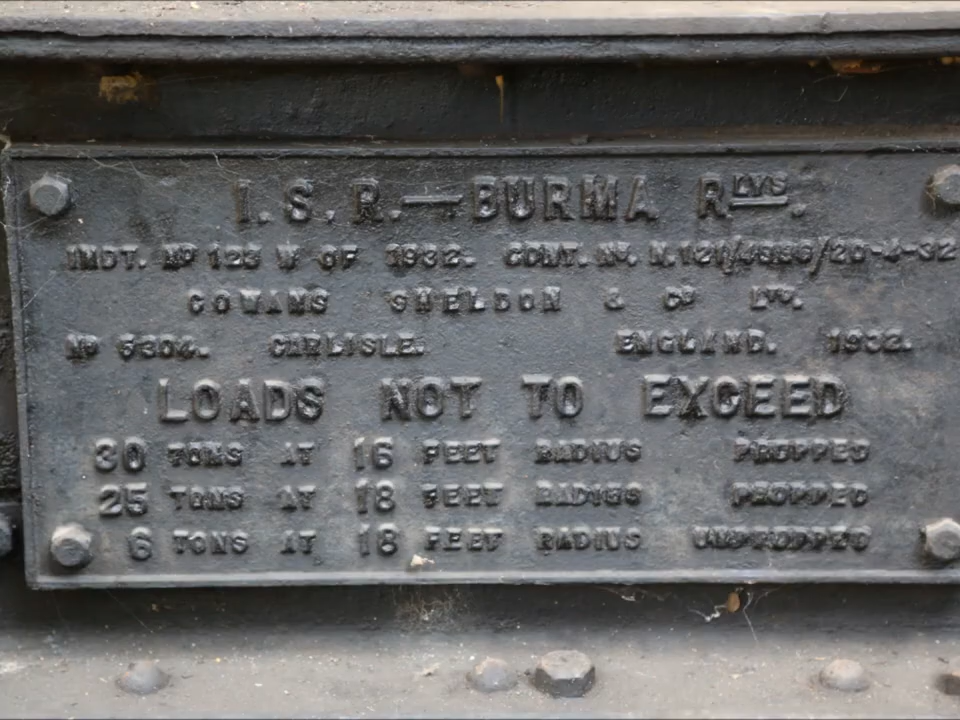 I.S.R.—BURMA RLYS.
INDT. Nº 123 W OF 1932. CONT. Nº. N.121/4886/20-4-32
COWANS SHELDON & Cº LTD.
Nº 5304. CARLISLE. ENGLAND. 1932.
LOADS NOT TO EXCEED
30 TONS AT 16 FEET RADIUS PROPPED
25 TONS AT 18 FEET RADIUS PROPPED
6 TONS AT 18 FEET RADIUS UNPROPPED